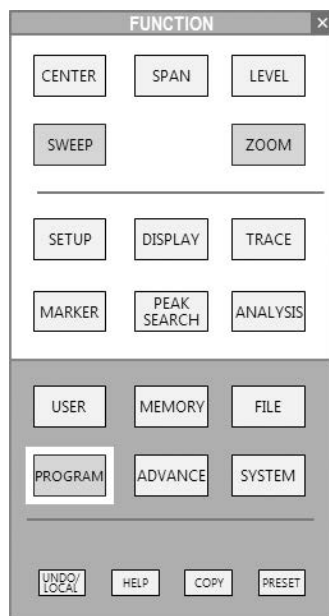 FUNCTION ×
CENTER SPAN LEVEL
SWEEP ZOOM
SETUP DISPLAY TRACE
MARKER PEAK SEARCH ANALYSIS
USER MEMORY FILE
PROGRAM ADVANCE SYSTEM
UNDO/LOCAL HELP COPY PRESET